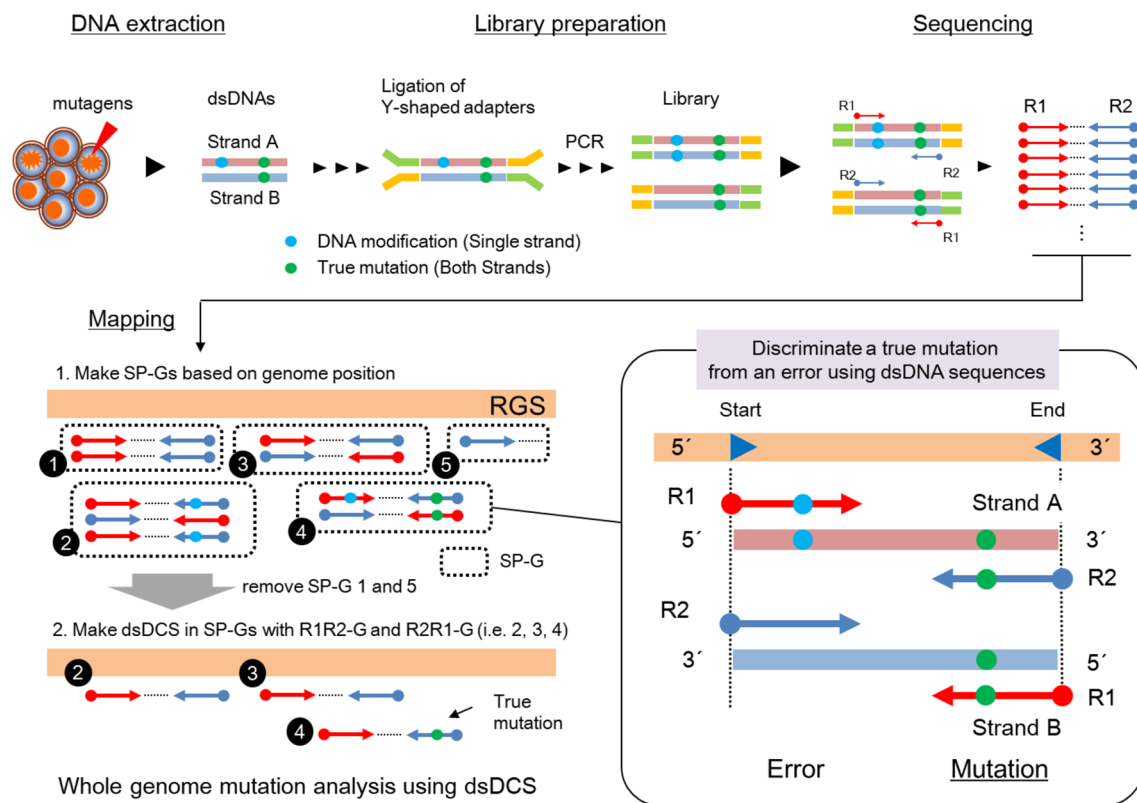 DNA extraction
Library preparation
Sequencing
mutagens
dsDNAs
Strand A
Strand B
Ligation of
Y-shaped adapters
PCR
Library
R1
R2
R2
R1
R1
R2
DNA modification (Single strand)
True mutation (Both Strands)
Mapping
1. Make SP-Gs based on genome position
RGS
1
3
5
2
4
SP-G
remove SP-G 1 and 5
2. Make dsDCS in SP-Gs with R1R2-G and R2R1-G (i.e. 2, 3, 4)
2
3
4
True
mutation
Whole genome mutation analysis using dsDCS
Discriminate a true mutation
from an error using dsDNA sequences
Start
End
5´
3´
R1
Strand A
5´
3´
R2
R2
3´
5´
R1
Strand B
Error
Mutation